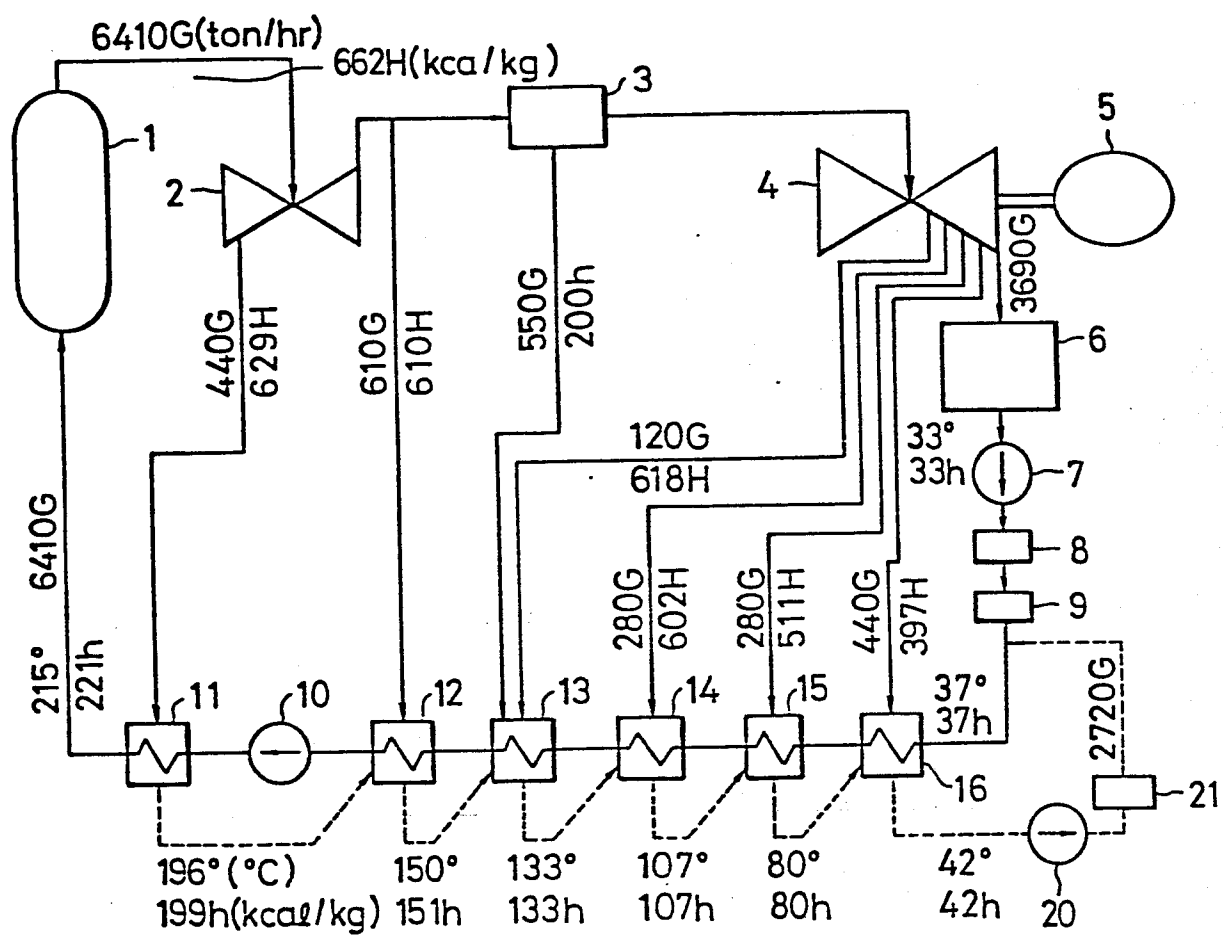 6410G(ton/hr)
662H(kca/kg)
3
5
1
2
4
3690G
550G
200h
440G
629H
610G
610H
6
120G
618H
33°
33h
7
8
9
6410G
215°
221h
280G
602H
280G
511H
440G
397H
37°
37h
2720G
11
10
12
13
14
15
16
21
20
196° (°C)
199h(kcal/kg)
150°
151h
133°
133h
107°
107h
80°
80h
42°
42h